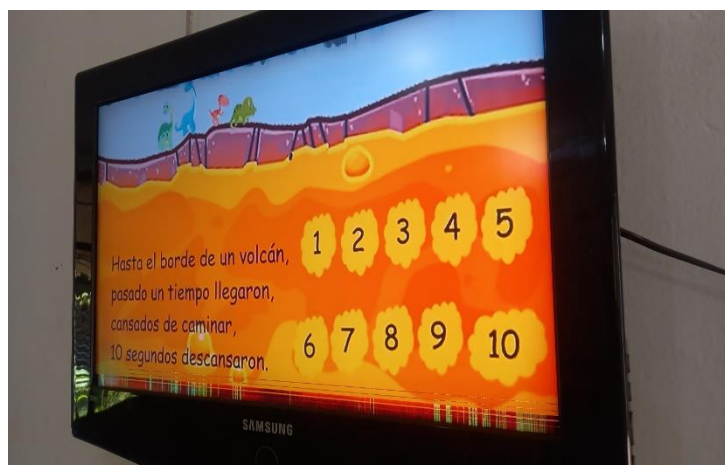 Hasta el borde de un volcán,
pasado un tiempo llegaron,
cansados de caminar,
10 segundos descansaron.
1 2 3 4 5
6 7 8 9 10
SAMSUNG